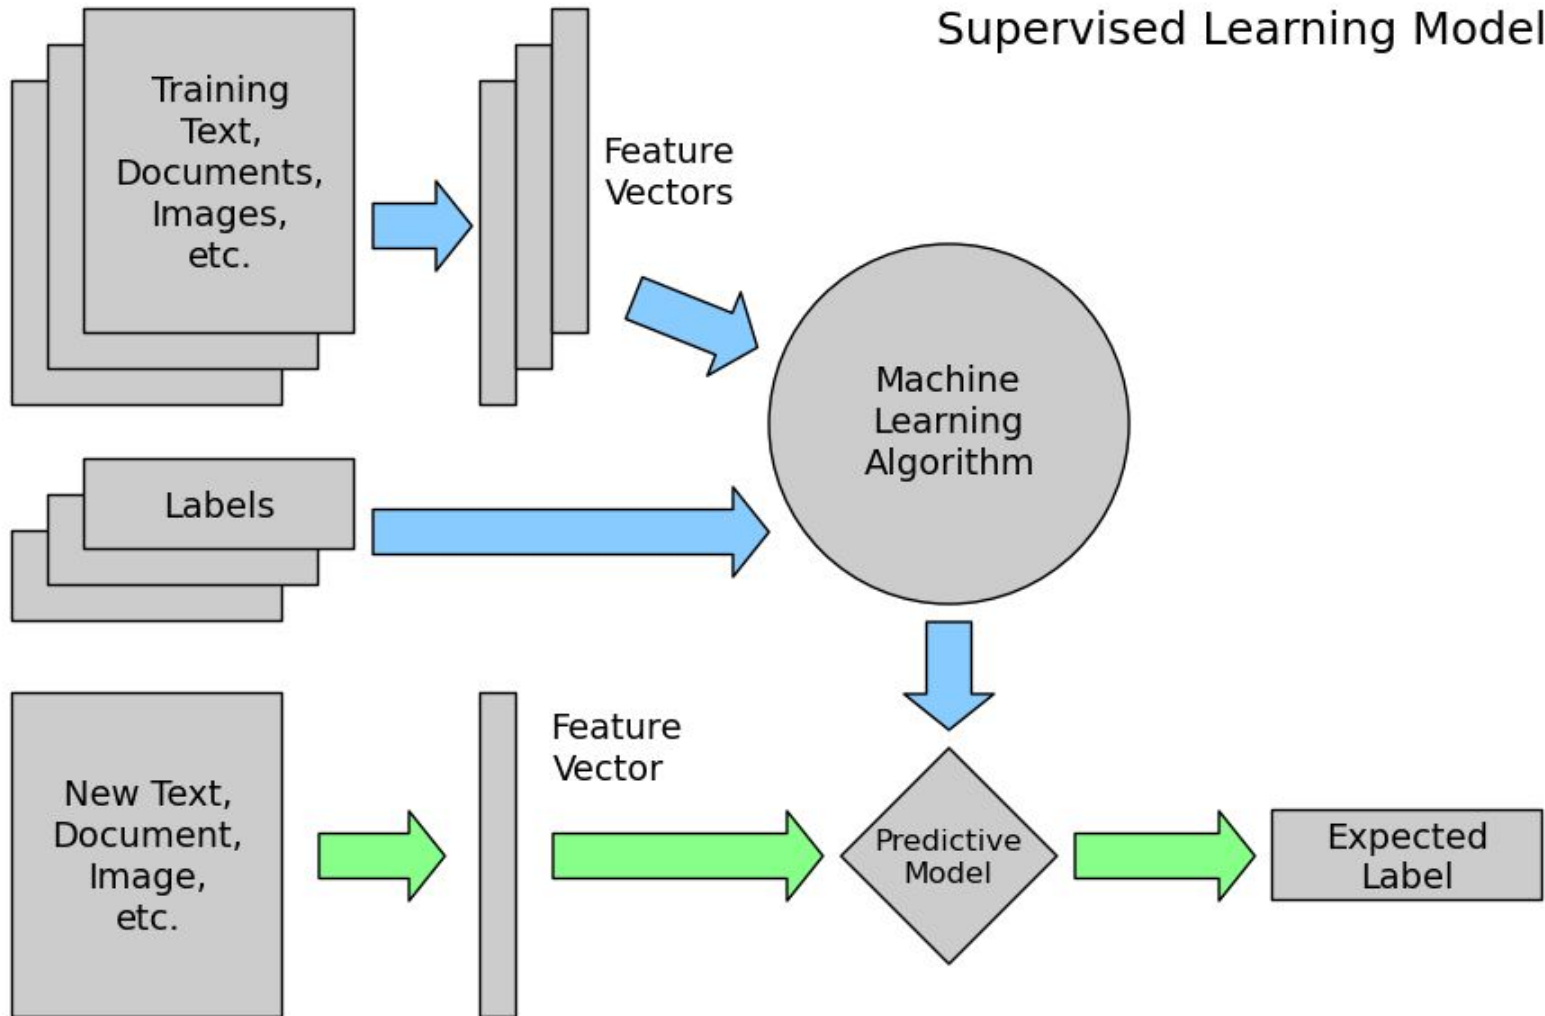 Supervised Learning Model
Training
Text,
Documents,
Images,
etc.
Feature
Vectors
Machine
Learning
Algorithm
Labels
New Text,
Document,
Image,
etc.
Feature
Vector
Predictive
Model
Expected
Label